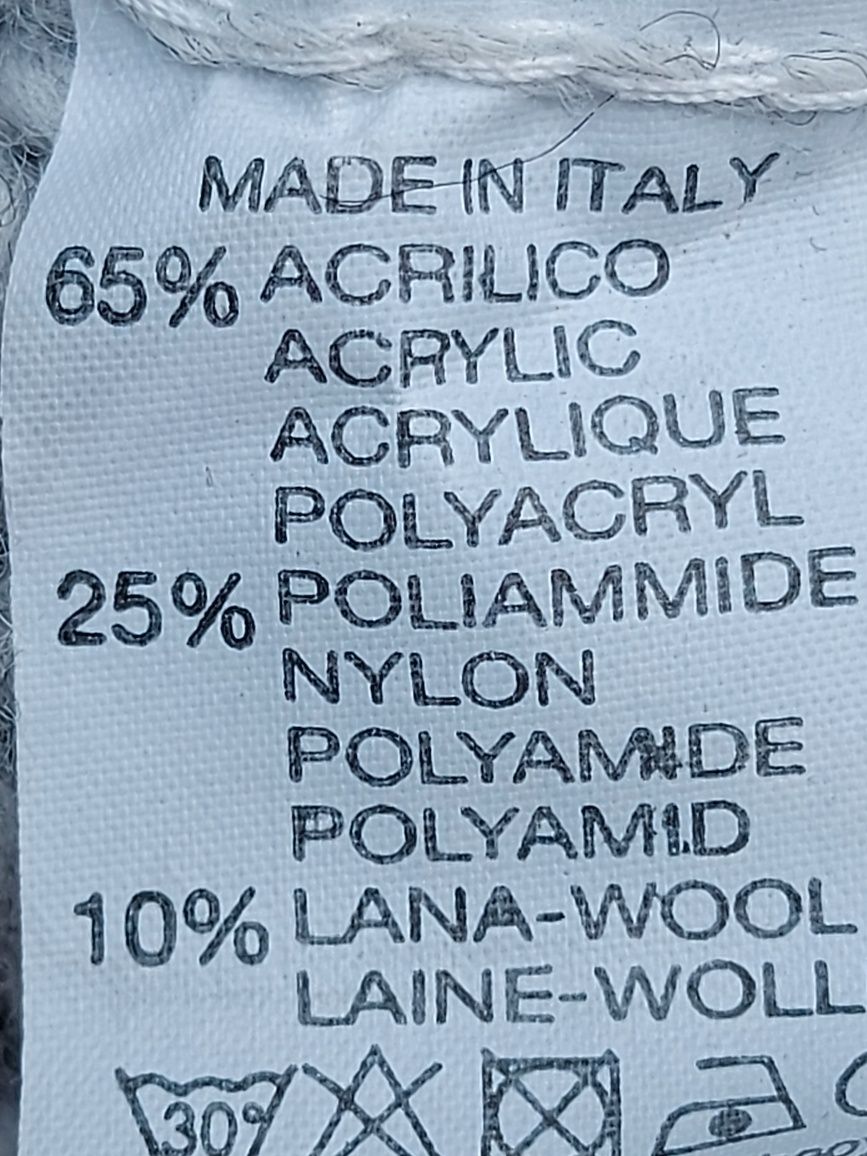 MADE IN ITALY
65% ACRILICO
ACRYLIC
ACRYLIQUE
POLYACRYL
25% POLIAMMIDE
NYLON
POLYAMIDE
POLYAMID
10% LANA-WOOL
LAINE-WOLL
30°